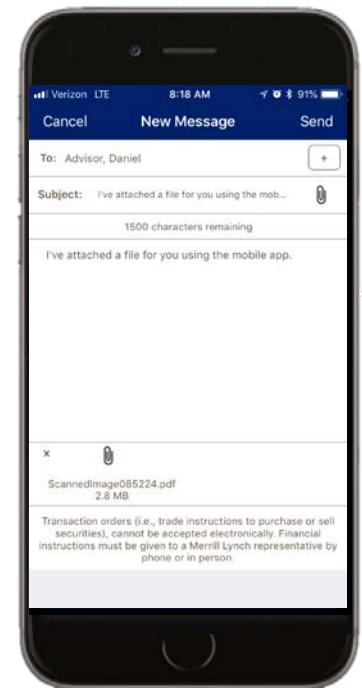 Verizon LTE 8:18 AM 91%
Cancel New Message Send
To: Advisor, Daniel +
Subject: I've attached a file for you using the mob...
1500 characters remaining
I've attached a file for you using the mobile app.
x
ScannedImage085224.pdf
2.8 MB
Transaction orders (i.e., trade instructions to purchase or sell
securities), cannot be accepted electronically. Financial
instructions must be given to a Merrill Lynch representative by
phone or in person.